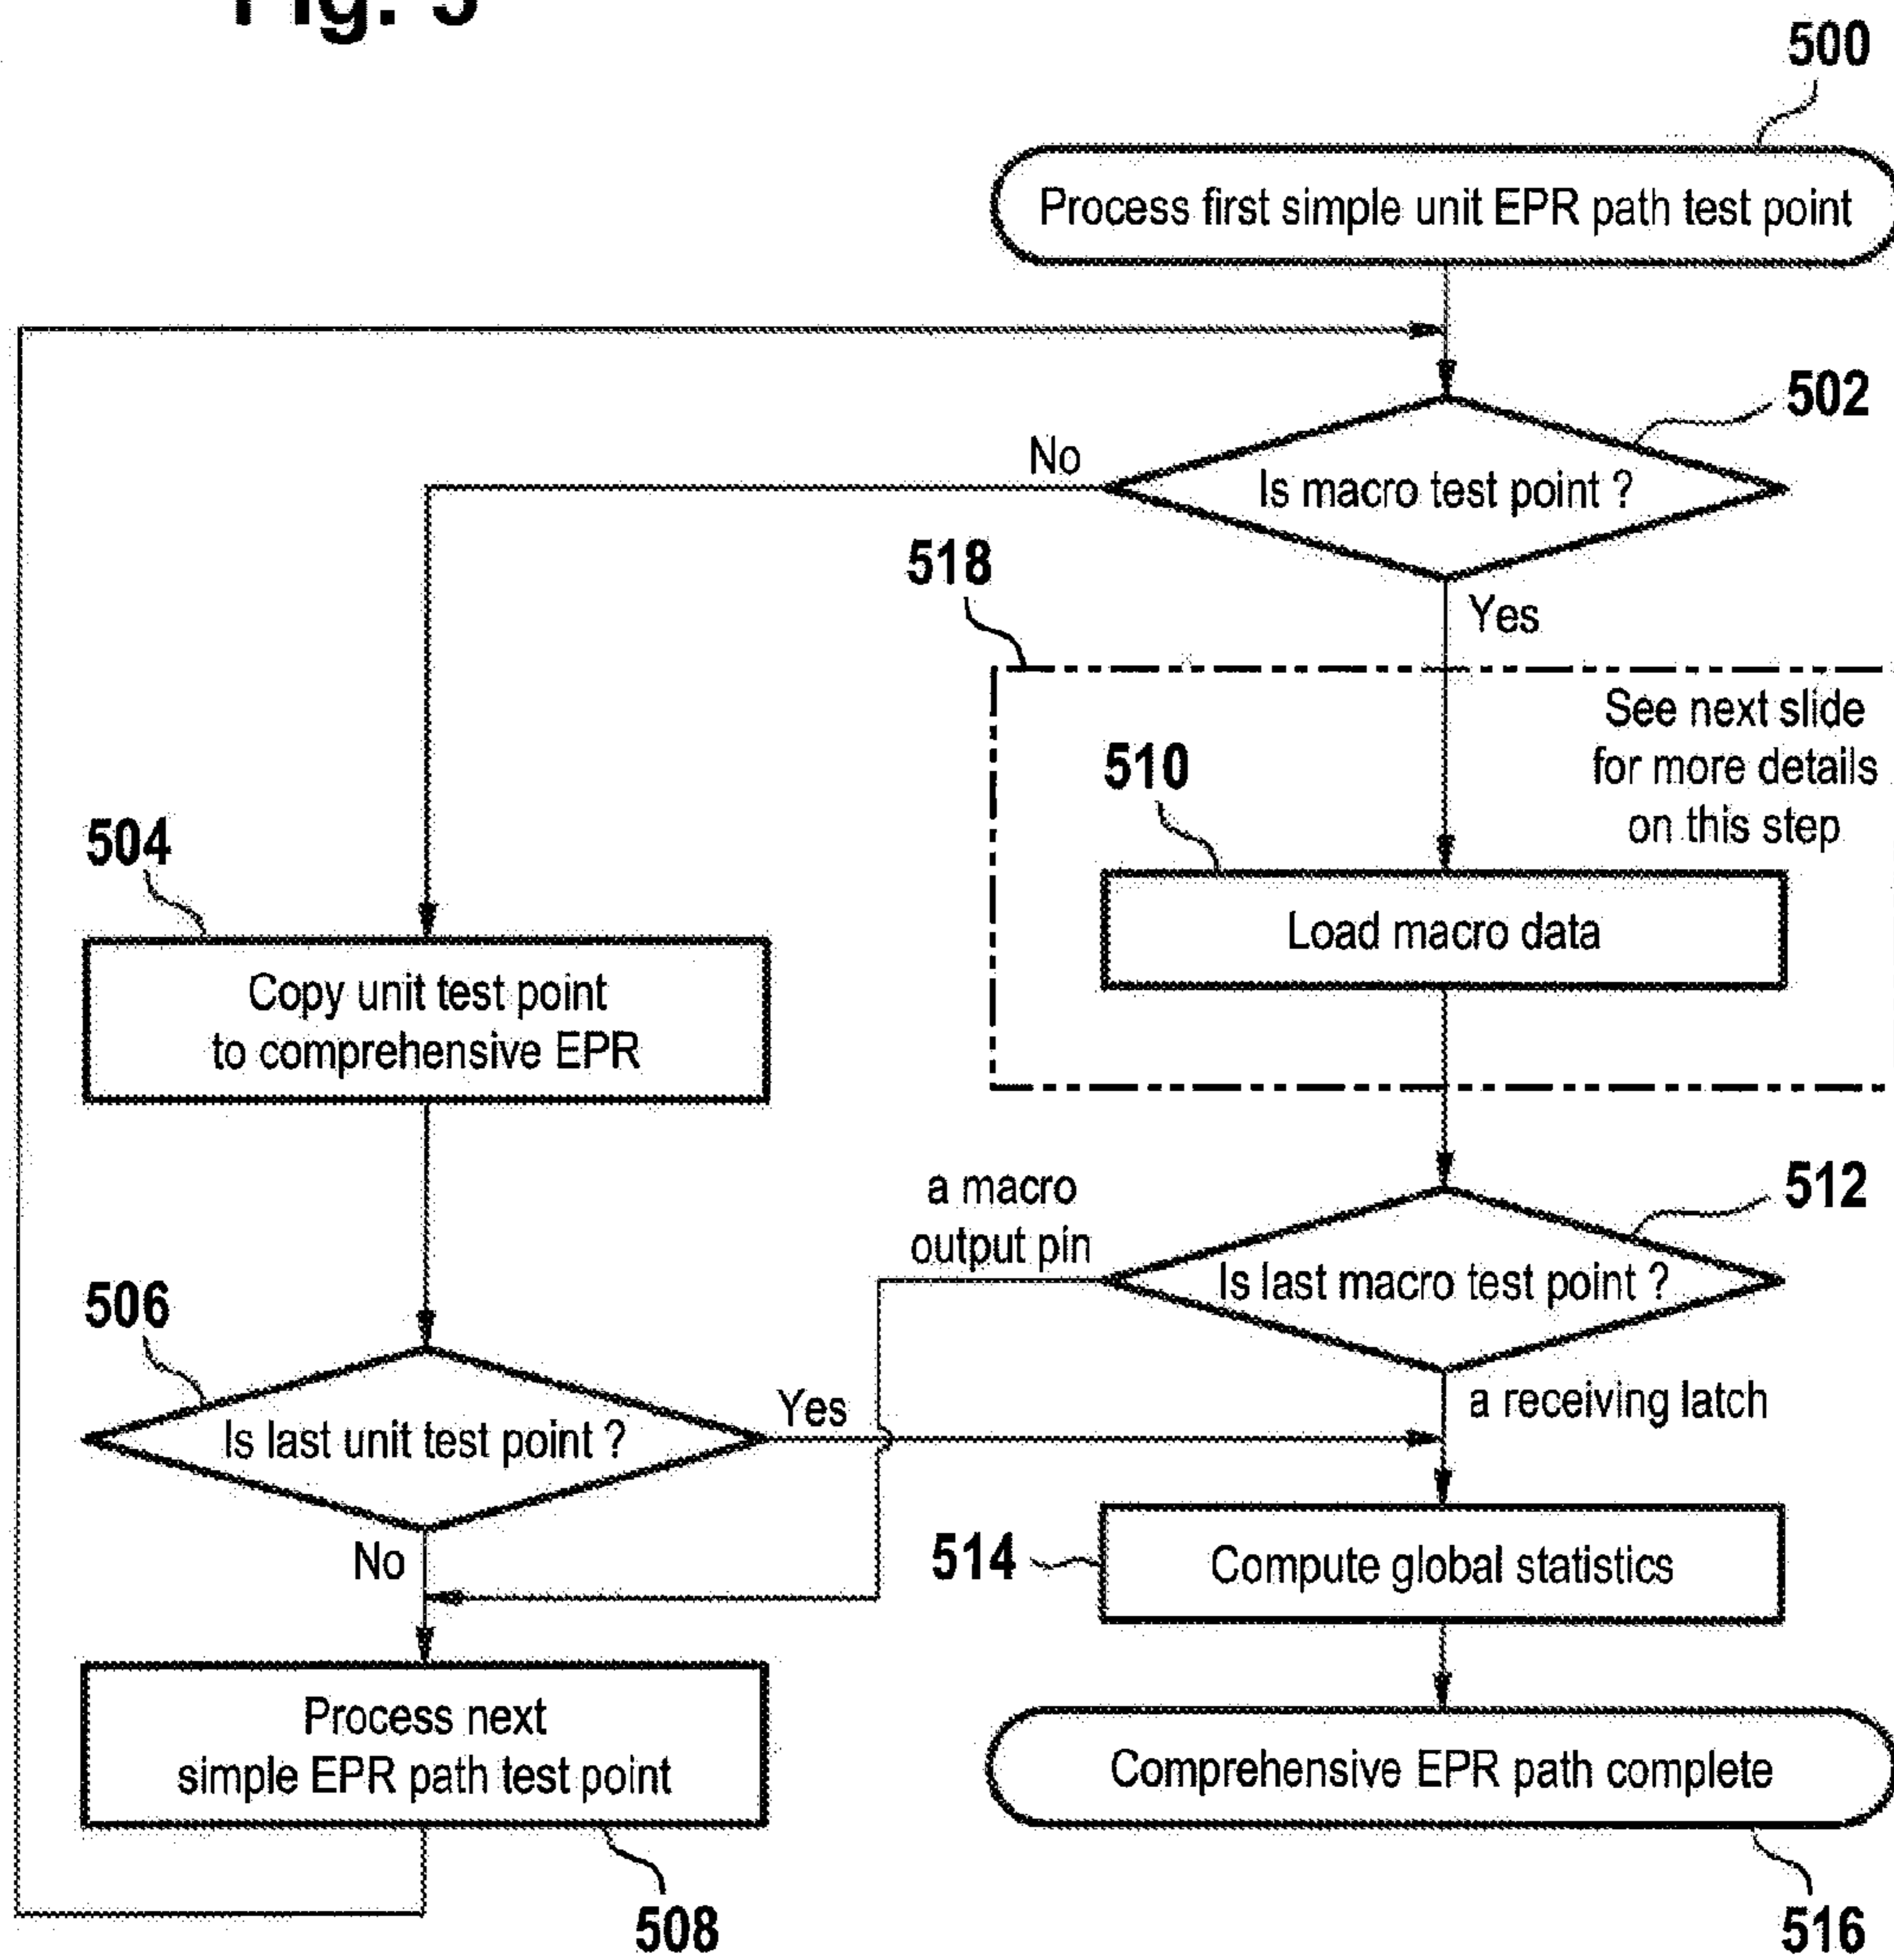 Fig. 5
500
Process first simple unit EPR path test point
502
No
Is macro test point ?
518
Yes
See next slide
for more details
on this step
510
504
Load macro data
Copy unit test point
to comprehensive EPR
a macro
output pin
512
Is last macro test point ?
506
Yes
a receiving latch
Is last unit test point ?
No
514
Compute global statistics
Process next
simple EPR path test point
Comprehensive EPR path complete
508
516